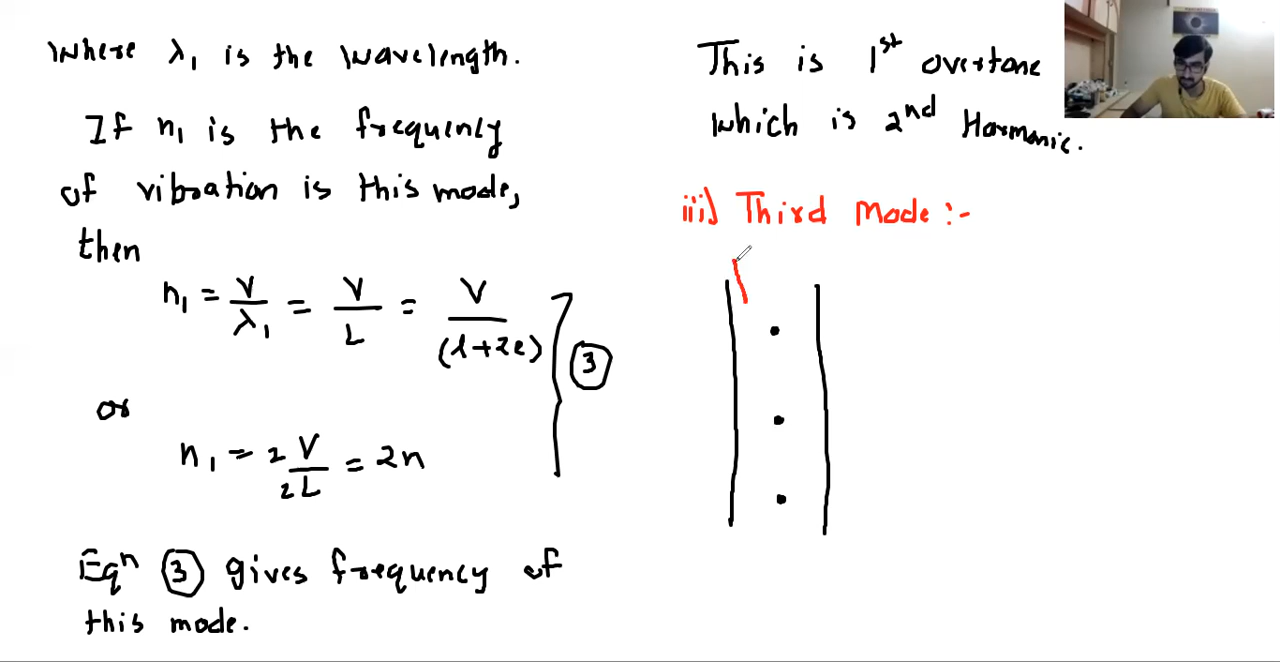 Where λ₁ is the wavelength.
If n₁ is the frequency
of vibration is this mode,
then
n₁ = V/λ₁ = V/L = V/(l+2e)
③
or
n₁ = 2V/2L = 2n
Eqⁿ ③ gives frequency of
this mode.
This is 1st overtone
which is 2nd Harmonic.
iii) Third Mode :-